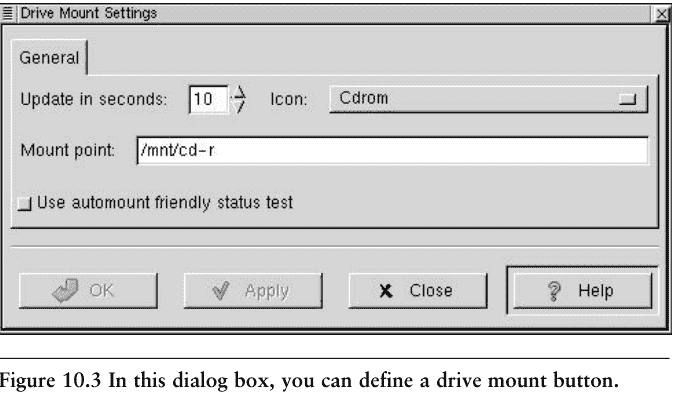 Drive Mount Settings
General
Update in seconds: 10 Icon: Cdrom
Mount point: /mnt/cd-r
Use automount friendly status test
OK Apply Close Help
Figure 10.3 In this dialog box, you can define a drive mount button.